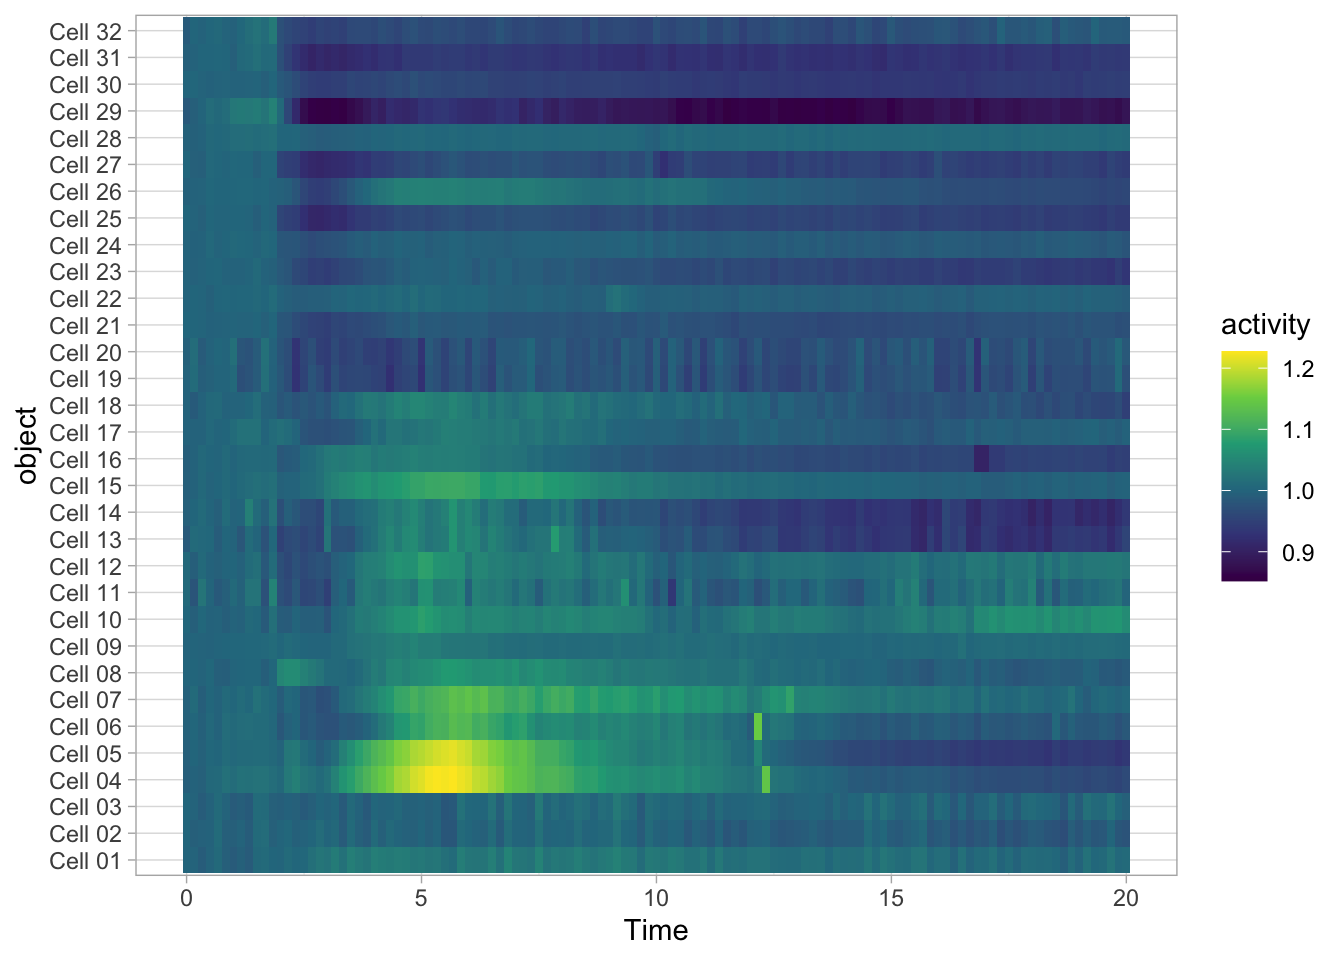 Cell 32
Cell 31
Cell 30
Cell 29
Cell 28
Cell 27
Cell 26
Cell 25
Cell 24
Cell 23
Cell 22
Cell 21
Cell 20
Cell 19
Cell 18
Cell 17
Cell 16
Cell 15
Cell 14
Cell 13
Cell 12
Cell 11
Cell 10
Cell 09
Cell 08
Cell 07
Cell 06
Cell 05
Cell 04
Cell 03
Cell 02
Cell 01
object
0 5 10 15 20
Time
activity
1.2
1.1
1.0
0.9